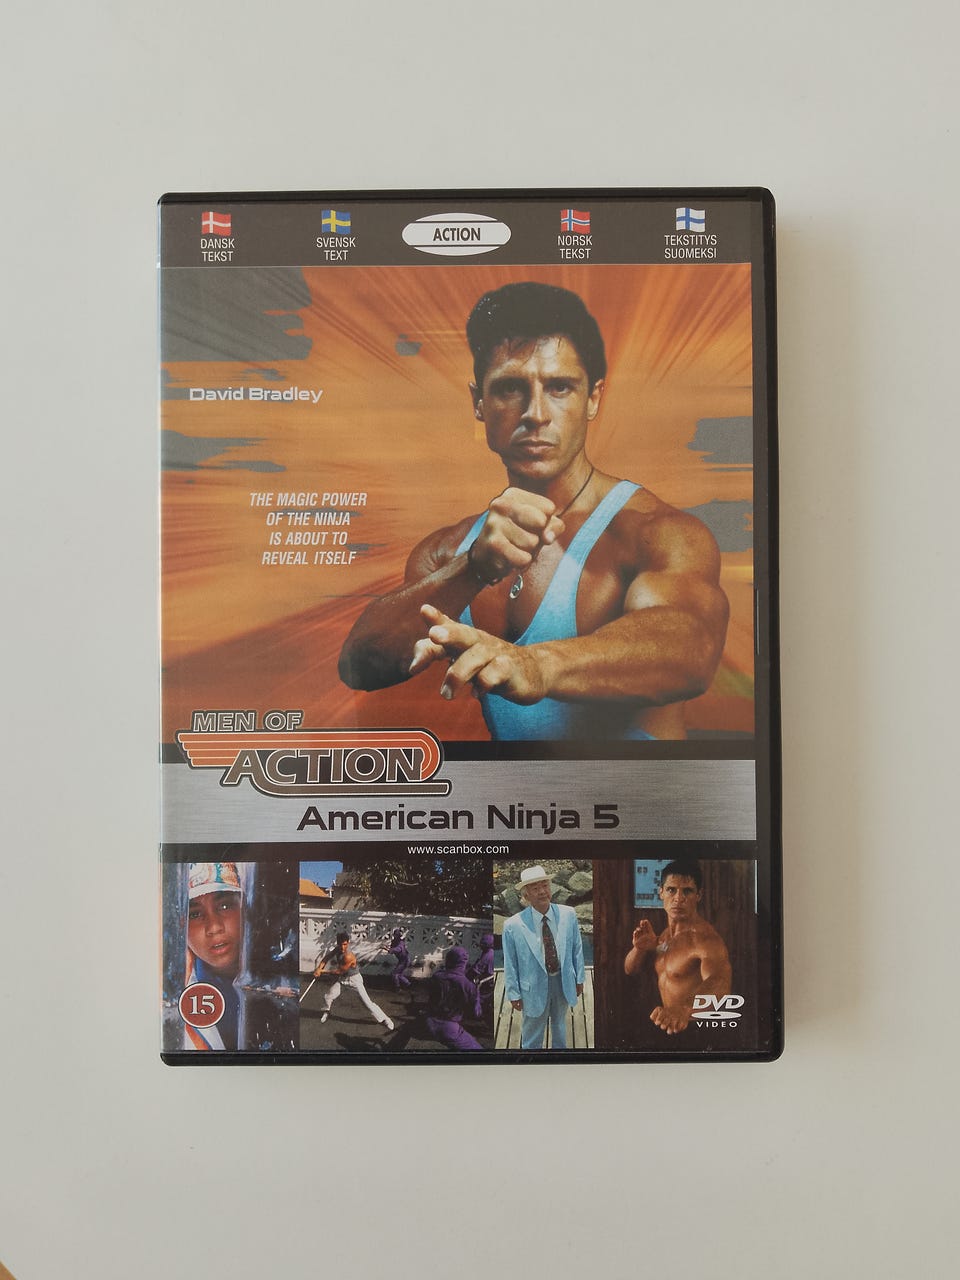 DANSK
TEKST
SVENSK
TEXT
ACTION
NORSK
TEKST
TEKSTITYS
SUOMEKSI
David Bradley
THE MAGIC POWER
OF THE NINJA
IS ABOUT TO
REVEAL ITSELF
MEN OF
ACTION
American Ninja 5
www.scanbox.com
15
DVD
VIDEO